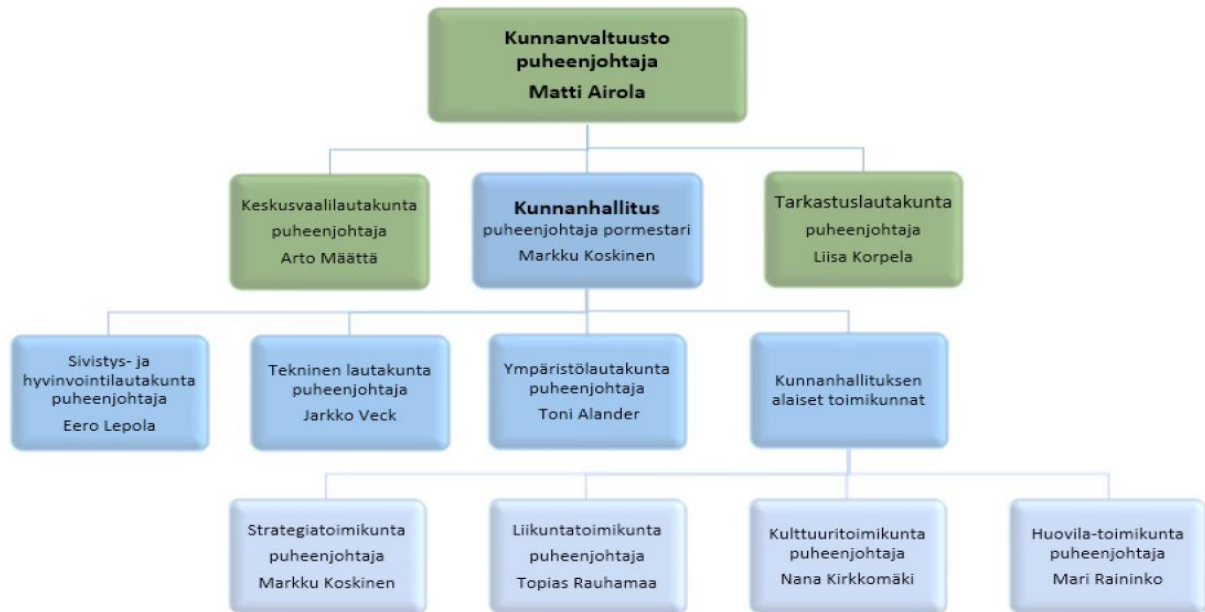 Kunnanvaltuusto
puheenjohtaja
Matti Airola
Keskusvaalilautakunta
puheenjohtaja
Arto Määttä
Kunnanhallitus
puheenjohtaja pormestari
Markku Koskinen
Tarkastuslautakunta
puheenjohtaja
Liisa Korpela
Sivistys- ja
hyvinvointilautakunta
puheenjohtaja
Eero Lepola
Tekninen lautakunta
puheenjohtaja
Jarkko Veck
Ympäristölautakunta
puheenjohtaja
Toni Alander
Kunnanhallituksen
alaiset toimikunnat
Strategiatoimikunta
puheenjohtaja
Markku Koskinen
Liikuntatoimikunta
puheenjohtaja
Topias Rauhamaa
Kulttuuritoimikunta
puheenjohtaja
Nana Kirkkomäki
Huovila-toimikunta
puheenjohtaja
Mari Raininko